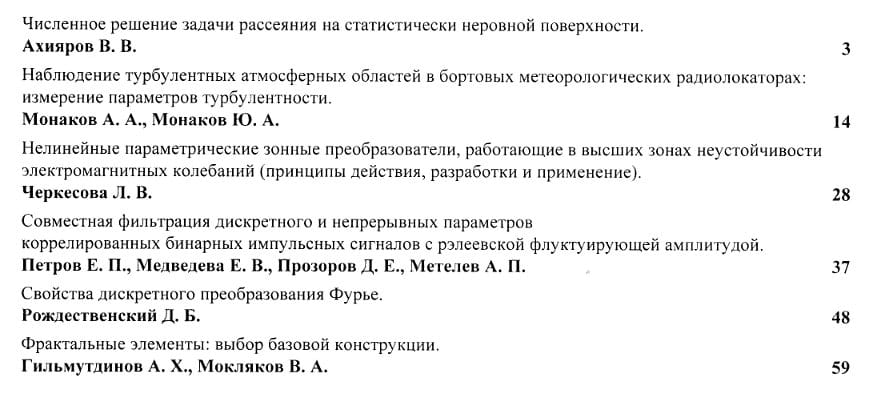 Численное решение задачи рассеяния на статистически неровной поверхности.
Ахияров В. В. 3
Наблюдение турбулентных атмосферных областей в бортовых метеорологических радиолокаторах:
измерение параметров турбулентности.
Монаков А. А., Монаков Ю. А. 14
Нелинейные параметрические зонные преобразователи, работающие в высших зонах неустойчивости
электромагнитных колебаний (принципы действия, разработки и применение).
Черкесова Л. В. 28
Совместная фильтрация дискретного и непрерывных параметров
коррелированных бинарных импульсных сигналов с рэлеевской флуктуирующей амплитудой.
Петров Е. П., Медведева Е. В., Прозоров Д. Е., Метелев А. П. 37
Свойства дискретного преобразования Фурье.
Рождественский Д. Б. 48
Фрактальные элементы: выбор базовой конструкции.
Гильмутдинов А. Х., Мокляков В. А. 59